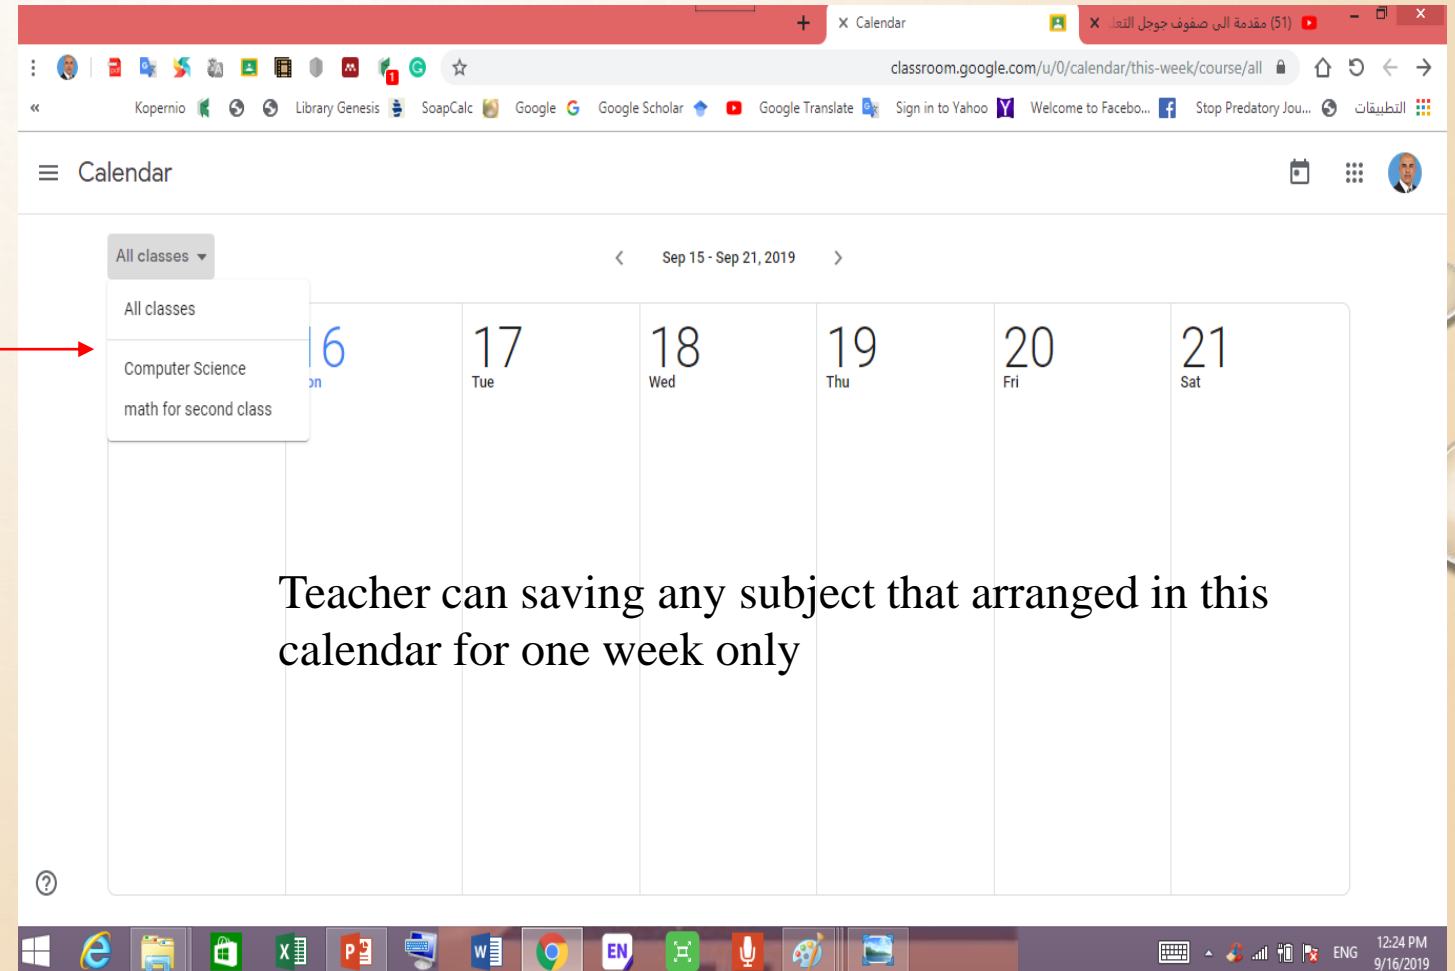 Calendar
(51) مقدمة الى صفوف جوجل التعل
classroom.google.com/u/0/calendar/this-week/course/all
Kopernio Library Genesis SoapCalc Google Google Scholar Google Translate Sign in to Yahoo Welcome to Facebo... Stop Predatory Jou... التطبيقات
Calendar
All classes
Sep 15 - Sep 21, 2019
All classes
Computer Science
math for second class
16 17 18 19 20 21
on Tue Wed Thu Fri Sat
Teacher can saving any subject that arranged in this
calendar for one week only
EN
ENG
12:24 PM
9/16/2019